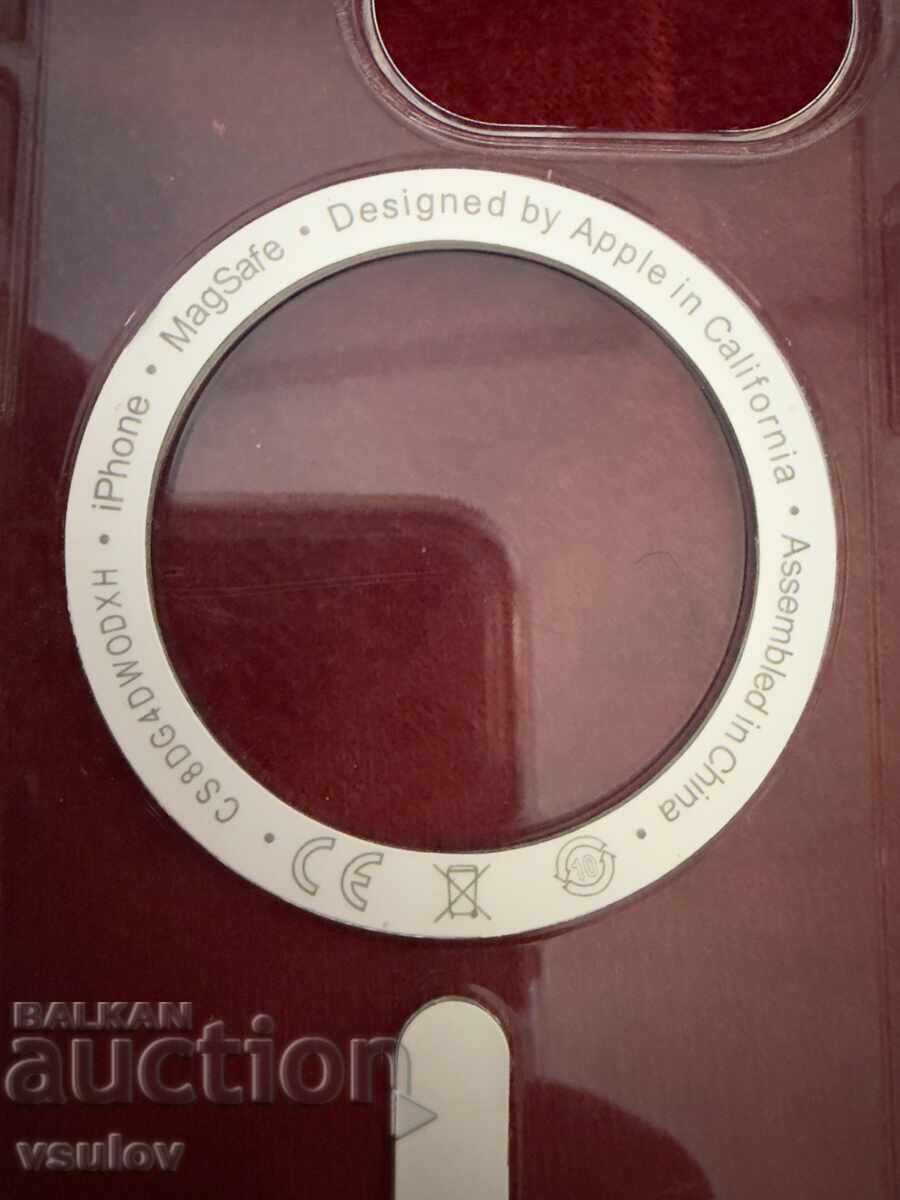 CS8DG4DWODXH • iPhone • MagSafe • Designed by Apple in California • Assembled in China •
10
CE
BALKAN
auction
vsulov